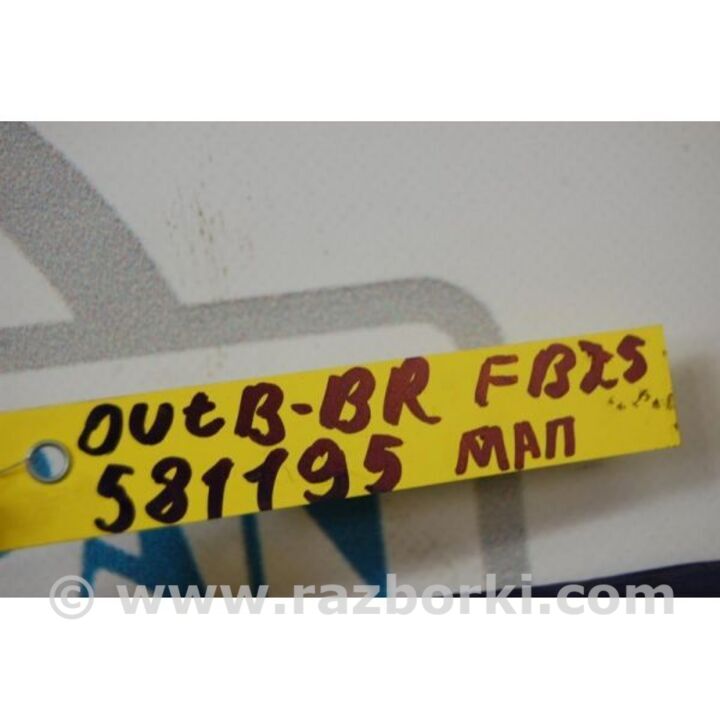 OUtB-BR FB25
581195 МАП
© www.razborki.com